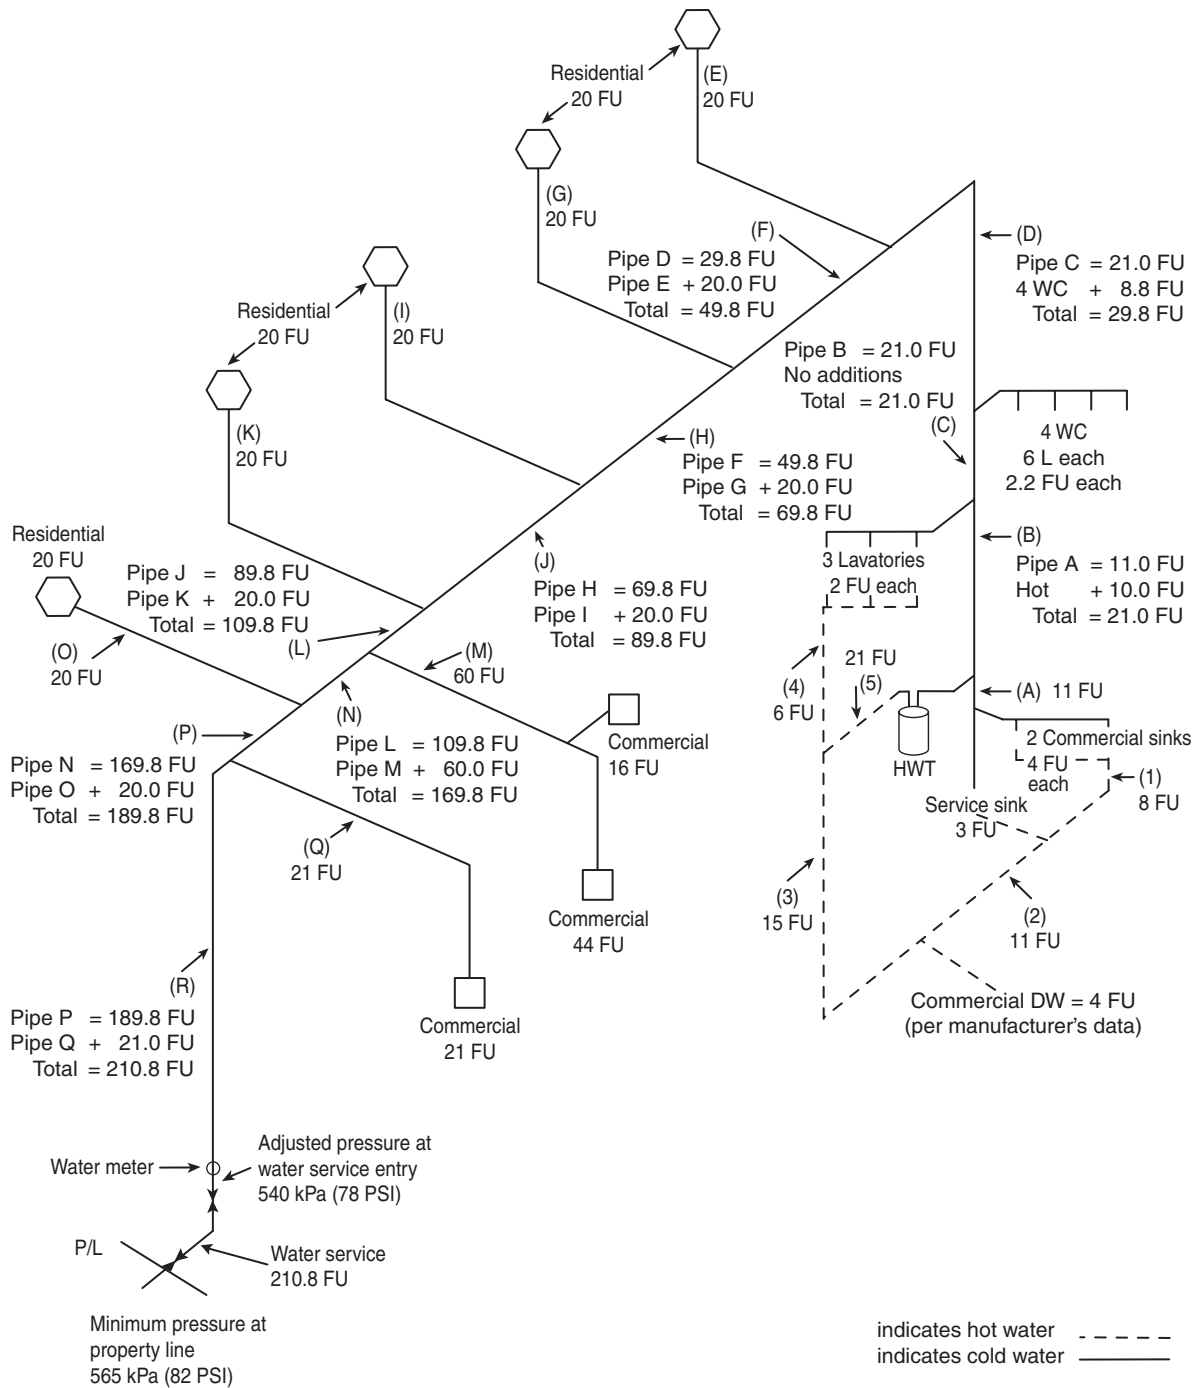 Residential
20 FU
(E)
20 FU
(G)
20 FU
(F)
Pipe D = 29.8 FU
Pipe E + 20.0 FU
Total = 49.8 FU
(D)
Pipe C = 21.0 FU
4 WC + 8.8 FU
Total = 29.8 FU
Residential
20 FU
(I)
20 FU
(K)
20 FU
Pipe B = 21.0 FU
No additions
Total = 21.0 FU
(C)
4 WC
6 L each
2.2 FU each
(H)
Pipe F = 49.8 FU
Pipe G + 20.0 FU
Total = 69.8 FU
Residential
20 FU
Pipe J = 89.8 FU
Pipe K + 20.0 FU
Total = 109.8 FU
(L)
(J)
Pipe H = 69.8 FU
Pipe I + 20.0 FU
Total = 89.8 FU
3 Lavatories
2 FU each
(B)
Pipe A = 11.0 FU
Hot + 10.0 FU
Total = 21.0 FU
(O)
20 FU
(M)
60 FU
(4)
6 FU
21 FU
(5)
(A) 11 FU
HWT
2 Commercial sinks
4 FU
each
(1)
8 FU
Service sink
3 FU
(P)
Pipe N = 169.8 FU
Pipe O + 20.0 FU
Total = 189.8 FU
(N)
Pipe L = 109.8 FU
Pipe M + 60.0 FU
Total = 169.8 FU
Commercial
16 FU
(Q)
21 FU
Commercial
44 FU
(3)
15 FU
(2)
11 FU
Commercial DW = 4 FU
(per manufacturer's data)
(R)
Pipe P = 189.8 FU
Pipe Q + 21.0 FU
Total = 210.8 FU
Commercial
21 FU
Water meter
Adjusted pressure at
water service entry
540 kPa (78 PSI)
P/L
Water service
210.8 FU
Minimum pressure at
property line
565 kPa (82 PSI)
indicates hot water
indicates cold water